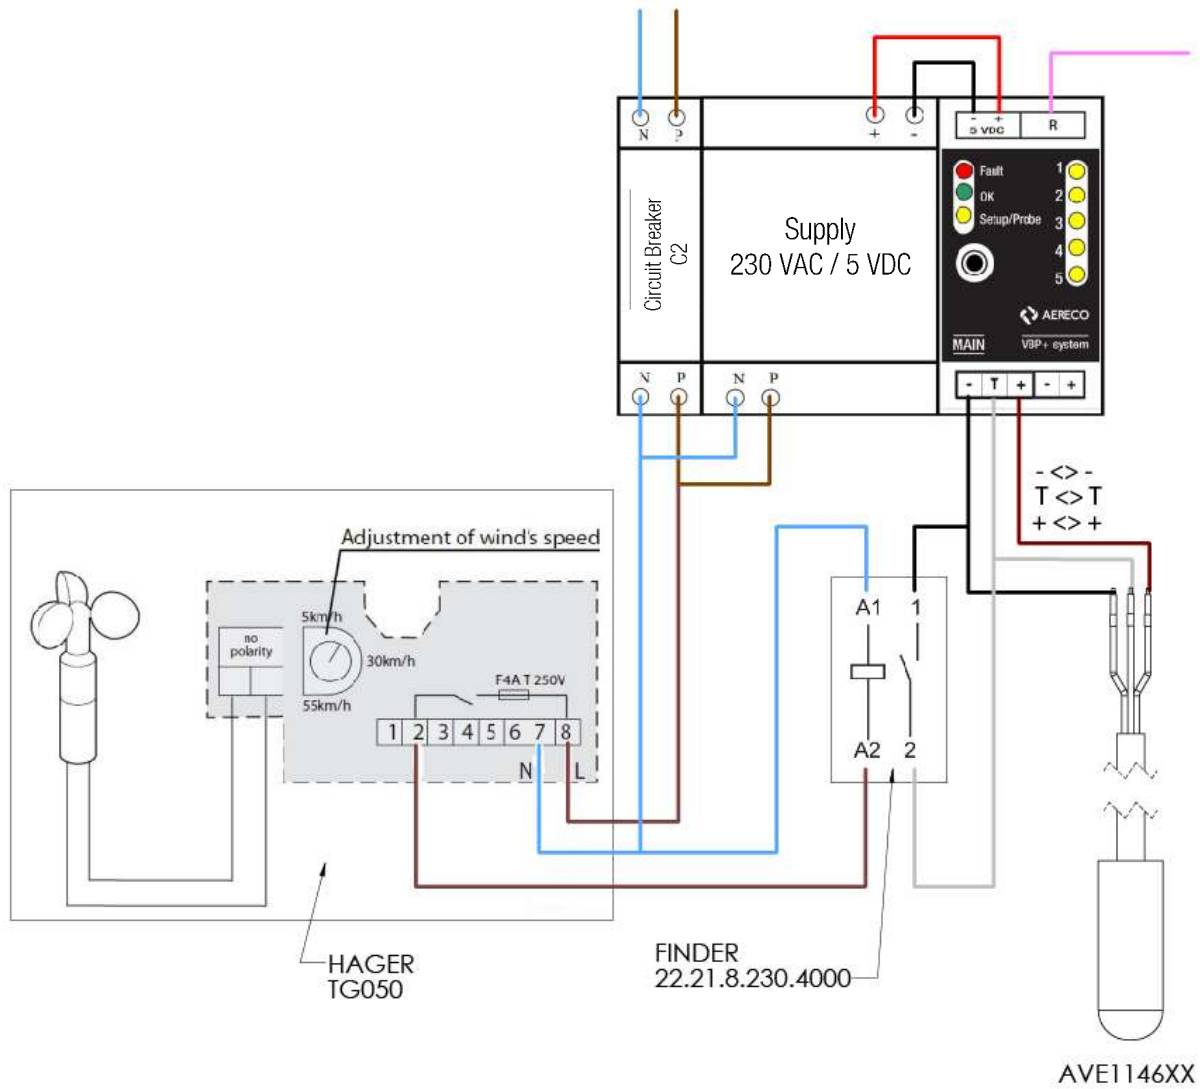 N P + -
- +
5 VDC R
Circuit Breaker
C2
Supply
230 VAC / 5 VDC
Fault
OK
Setup/Probe
1
2
3
4
5
AERECO
MAIN VBP+ system
N P N P
- T + - +
- <> -
T <> T
+ <> +
Adjustment of wind's speed
no
polarity
5km/h
30km/h
55km/h
F4A T 250V
1 2 3 4 5 6 7 8
N L
A1 1
A2 2
HAGER
TG050
FINDER
22.21.8.230.4000
AVE1146XX